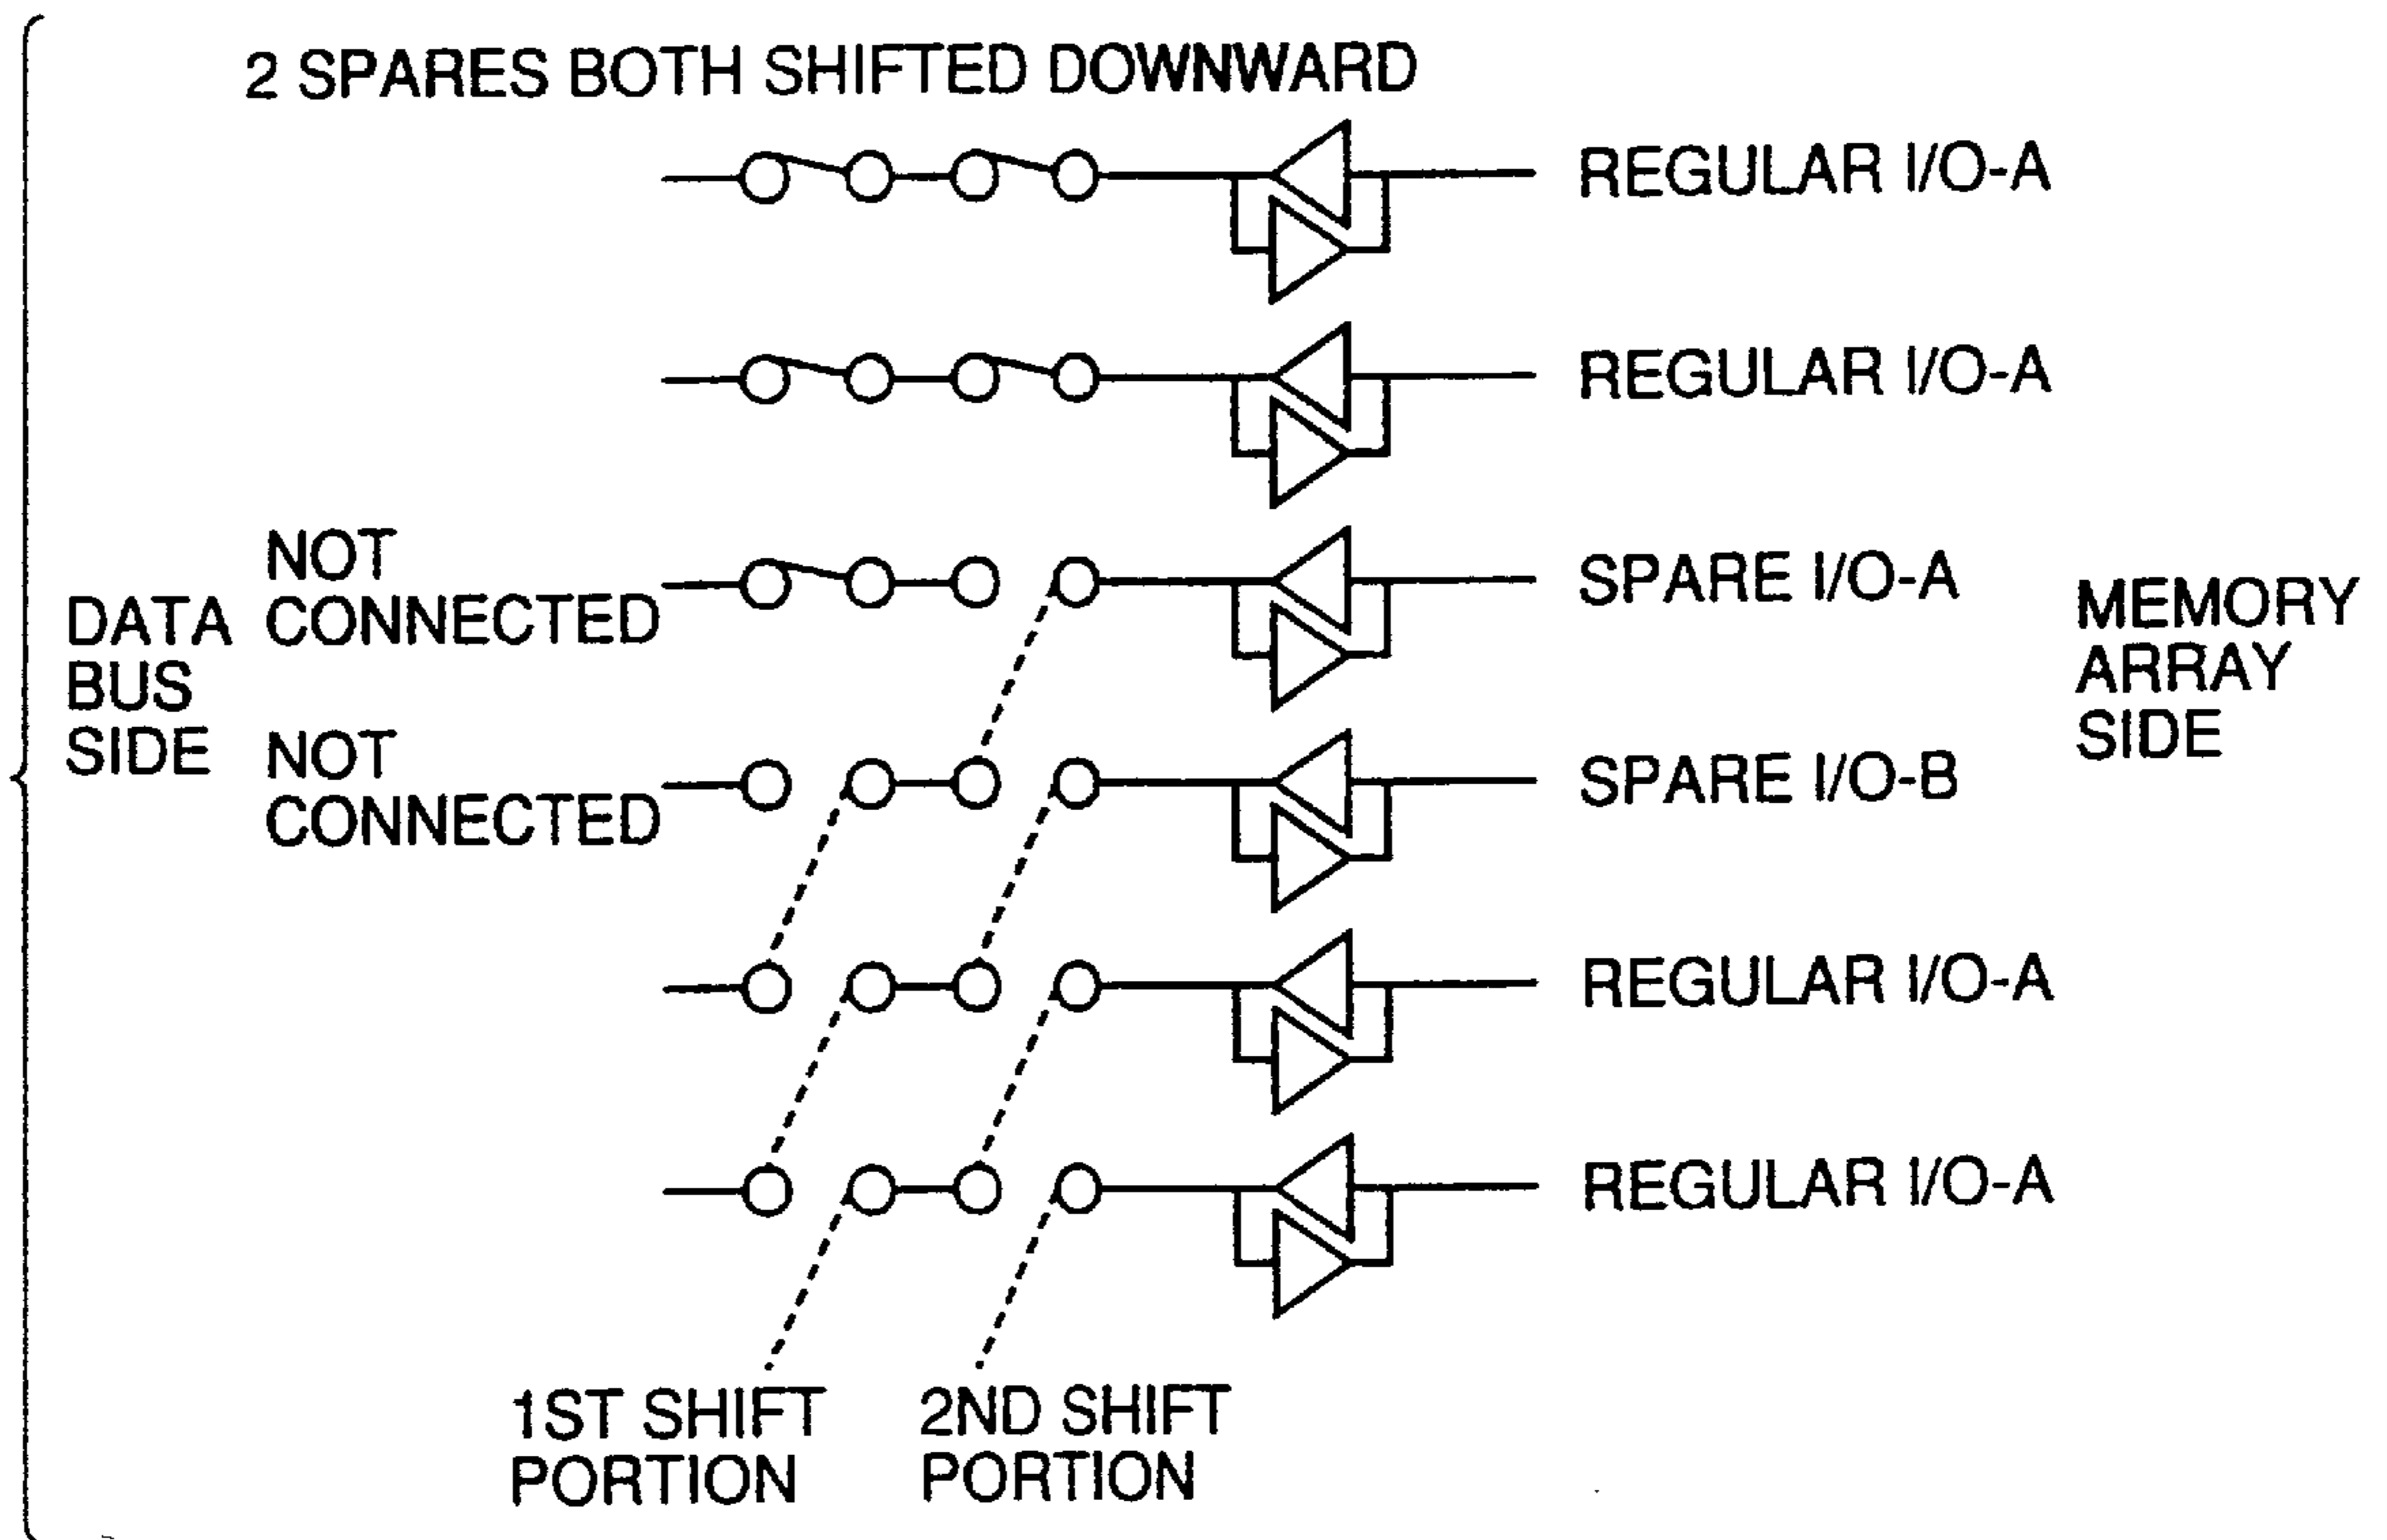 2 SPARES BOTH SHIFTED DOWNWARD
REGULAR I/O-A
REGULAR I/O-A
NOT
CONNECTED
SPARE I/O-A
DATA
BUS
SIDE
MEMORY
ARRAY
SIDE
NOT
CONNECTED
SPARE I/O-B
REGULAR I/O-A
REGULAR I/O-A
1ST SHIFT
PORTION
2ND SHIFT
PORTION